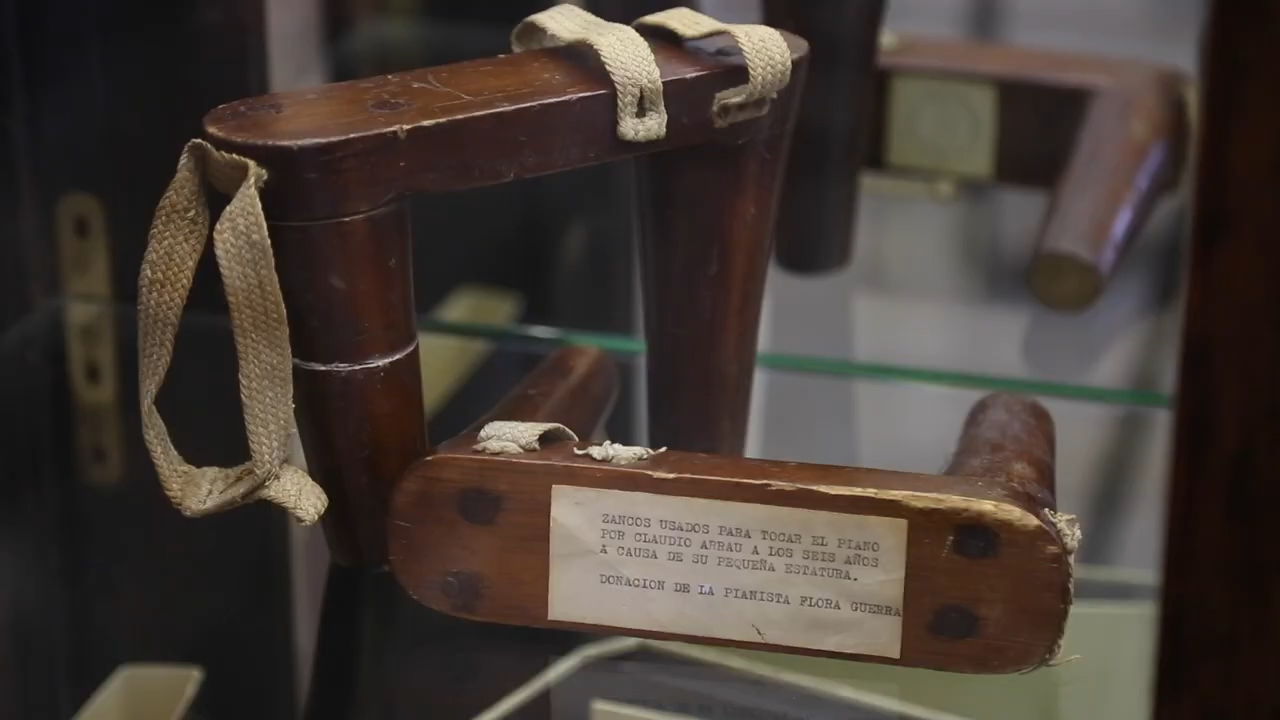 ZANCOS USADOS PARA TOCAR EL PIANO
POR CLAUDIO ARRAU A LOS SEIS AÑOS
A CAUSA DE SU PEQUEÑA ESTATURA.
DONACION DE LA PIANISTA FLORA GUERRA